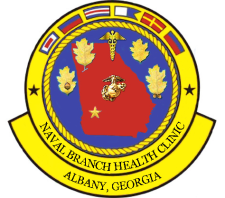 NAVAL BRANCH HEALTH CLINIC
ALBANY, GEORGIA